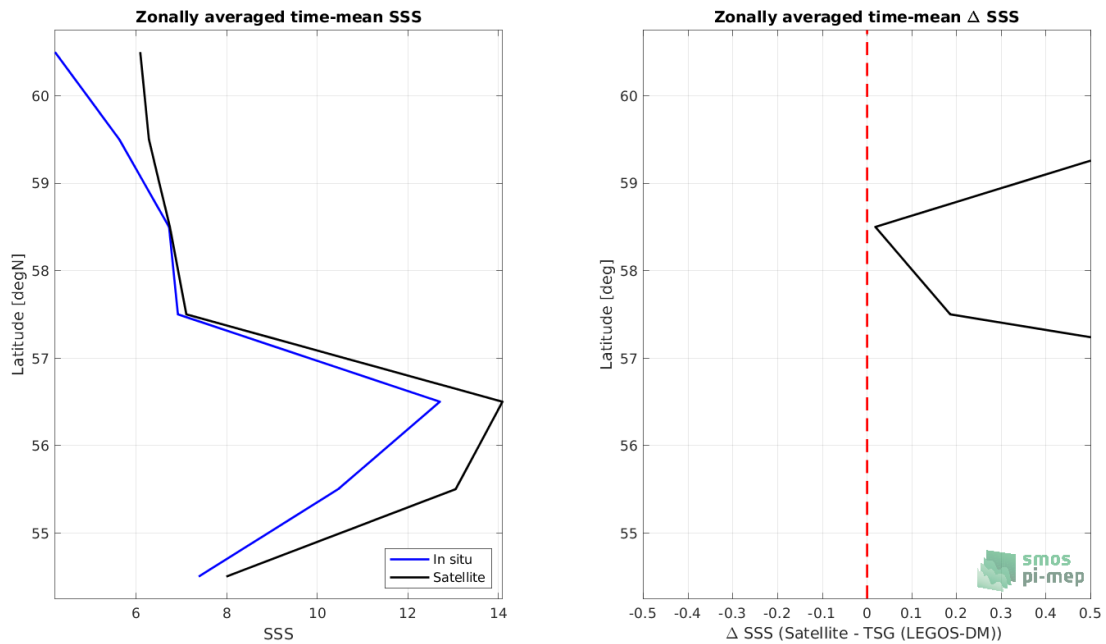 Zonally averaged time-mean SSS
Latitude [degN]
60
59
58
57
56
55
6
8
10
12
14
SSS
In situ
Satellite
Zonally averaged time-mean Δ SSS
Latitude [deg]
60
59
58
57
56
55
-0.5
-0.4
-0.3
-0.2
-0.1
0
0.1
0.2
0.3
0.4
0.5
Δ SSS (Satellite - TSG (LEGOS-DM))
smos
pi-mep